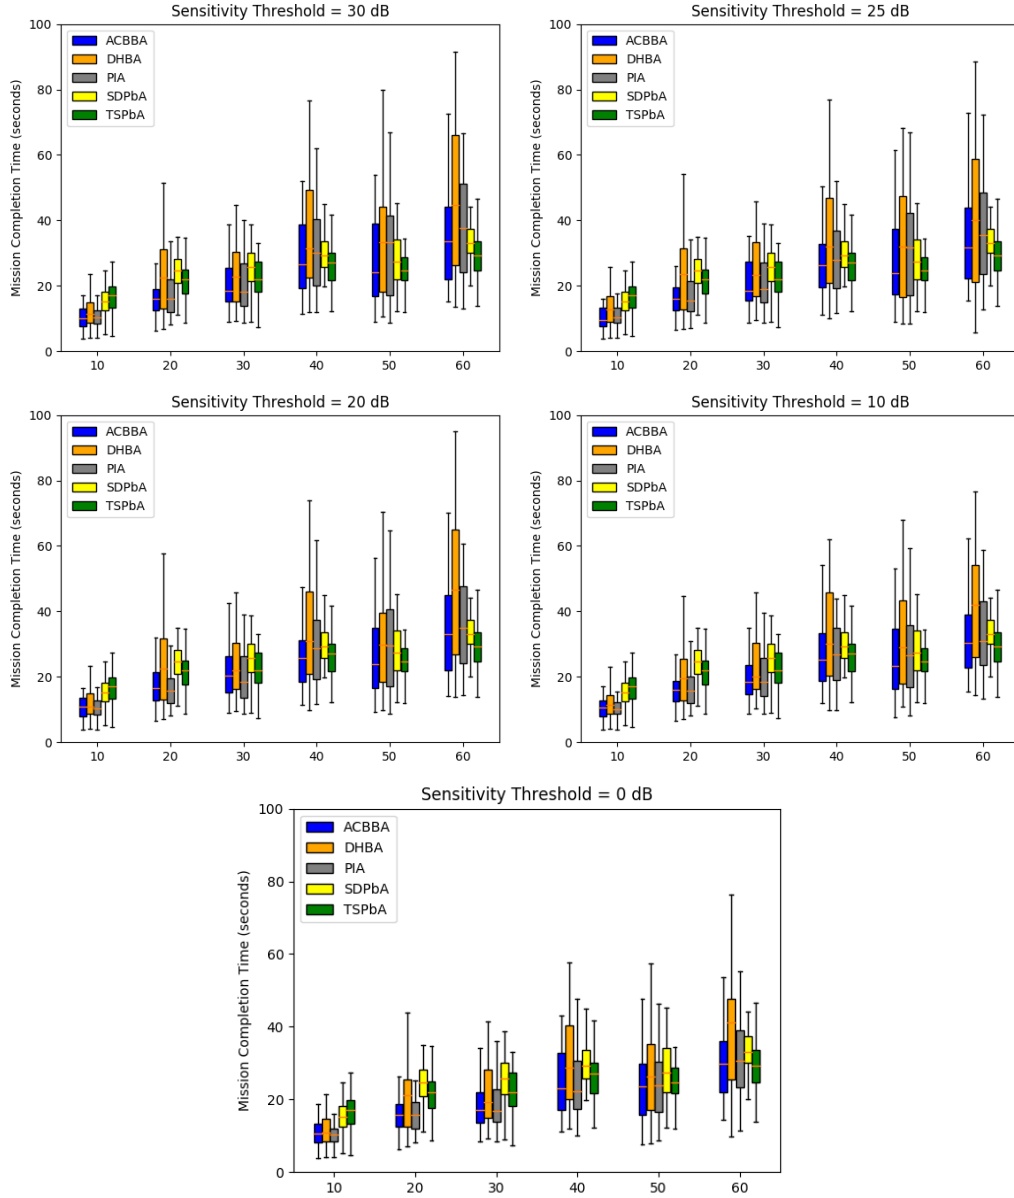 Sensitivity Threshold = 30 dB
Mission Completion Time (seconds)
100
80
60
40
20
0
ACBBA
DHBA
PIA
SDPbA
TSPbA
10 20 30 40 50 60
Sensitivity Threshold = 25 dB
Mission Completion Time (seconds)
100
80
60
40
20
0
ACBBA
DHBA
PIA
SDPbA
TSPbA
10 20 30 40 50 60
Sensitivity Threshold = 20 dB
Mission Completion Time (seconds)
100
80
60
40
20
0
ACBBA
DHBA
PIA
SDPbA
TSPbA
10 20 30 40 50 60
Sensitivity Threshold = 10 dB
Mission Completion Time (seconds)
100
80
60
40
20
0
ACBBA
DHBA
PIA
SDPbA
TSPbA
10 20 30 40 50 60
Sensitivity Threshold = 0 dB
Mission Completion Time (seconds)
100
80
60
40
20
0
ACBBA
DHBA
PIA
SDPbA
TSPbA
10 20 30 40 50 60